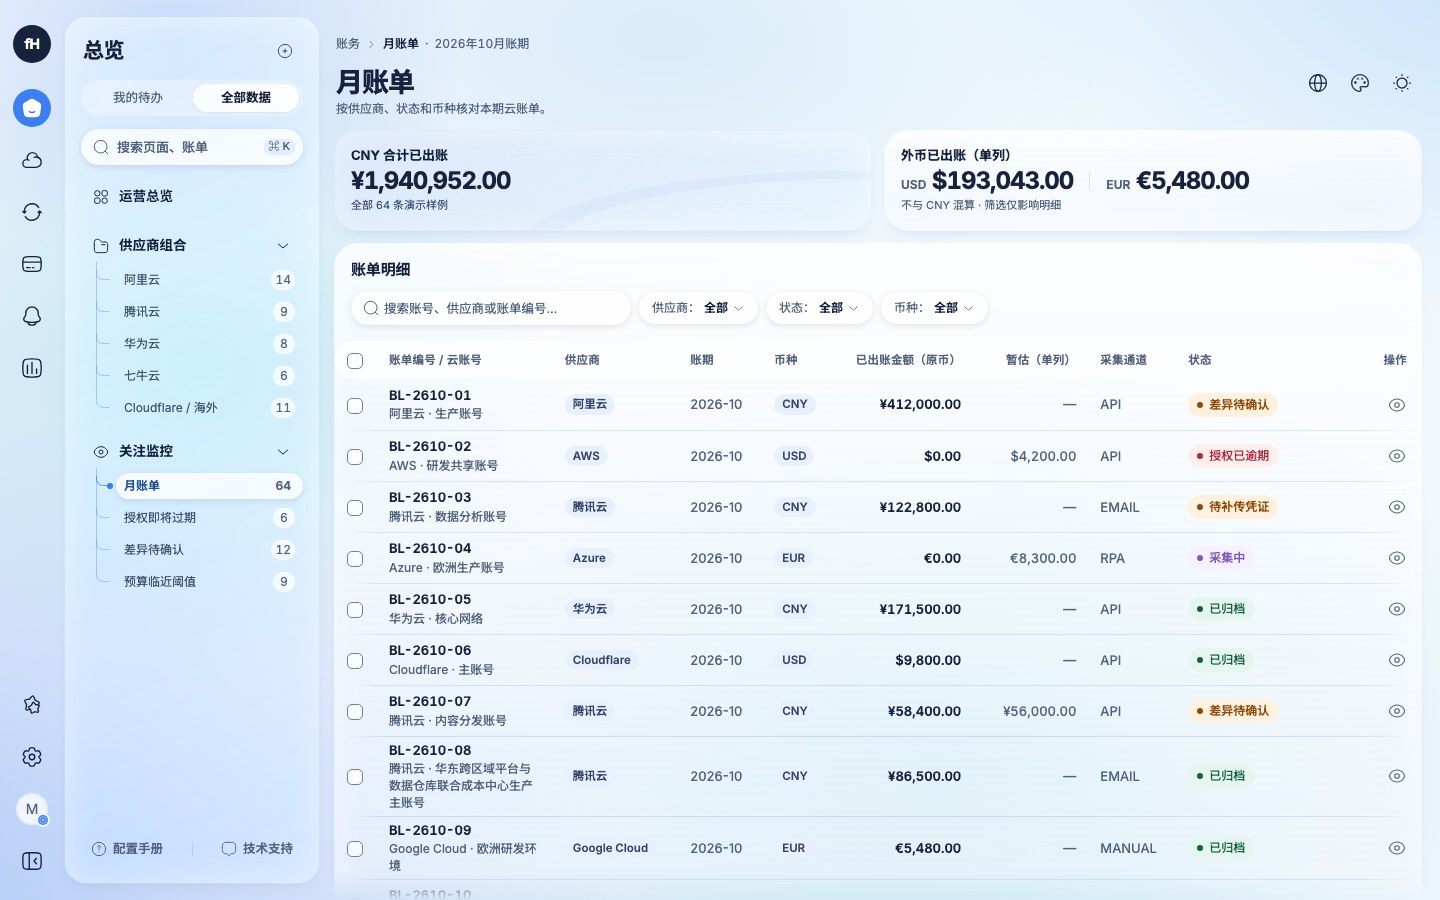 fH
总览
我的待办
全部数据
搜索页面、账单
⌘ K
运营总览
供应商组合
阿里云 14
腾讯云 9
华为云 8
七牛云 6
Cloudflare / 海外 11
关注监控
月账单 64
授权即将过期 6
差异待确认 12
预算临近阈值 9
M
配置手册
技术支持
账务 › 月账单 · 2026年10月账期
月账单
按供应商、状态和币种核对本期云账单。
CNY 合计已出账
¥1,940,952.00
全部 64 条演示样例
外币已出账（单列）
USD $193,043.00 EUR €5,480.00
不与 CNY 混算 · 筛选仅影响明细
账单明细
搜索账号、供应商或账单编号...
供应商： 全部
状态： 全部
币种： 全部
账单编号 / 云账号 供应商 账期 币种 已出账金额（原币） 暂估（单列） 采集通道 状态 操作
BL-2610-01
阿里云 · 生产账号
阿里云 2026-10 CNY ¥412,000.00 — API 差异待确认
BL-2610-02
AWS · 研发共享账号
AWS 2026-10 USD $0.00 $4,200.00 API 授权已逾期
BL-2610-03
腾讯云 · 数据分析账号
腾讯云 2026-10 CNY ¥122,800.00 — EMAIL 待补传凭证
BL-2610-04
Azure · 欧洲生产账号
Azure 2026-10 EUR €0.00 €8,300.00 RPA 采集中
BL-2610-05
华为云 · 核心网络
华为云 2026-10 CNY ¥171,500.00 — API 已归档
BL-2610-06
Cloudflare · 主账号
Cloudflare 2026-10 USD $9,800.00 — API 已归档
BL-2610-07
腾讯云 · 内容分发账号
腾讯云 2026-10 CNY ¥58,400.00 ¥56,000.00 API 差异待确认
BL-2610-08
腾讯云 · 华东跨区域平台与
数据仓库联合成本中心生产
主账号
腾讯云 2026-10 CNY ¥86,500.00 — EMAIL 已归档
BL-2610-09
Google Cloud · 欧洲研发环
境
Google Cloud 2026-10 EUR €5,480.00 — MANUAL 已归档
BL-2610-10